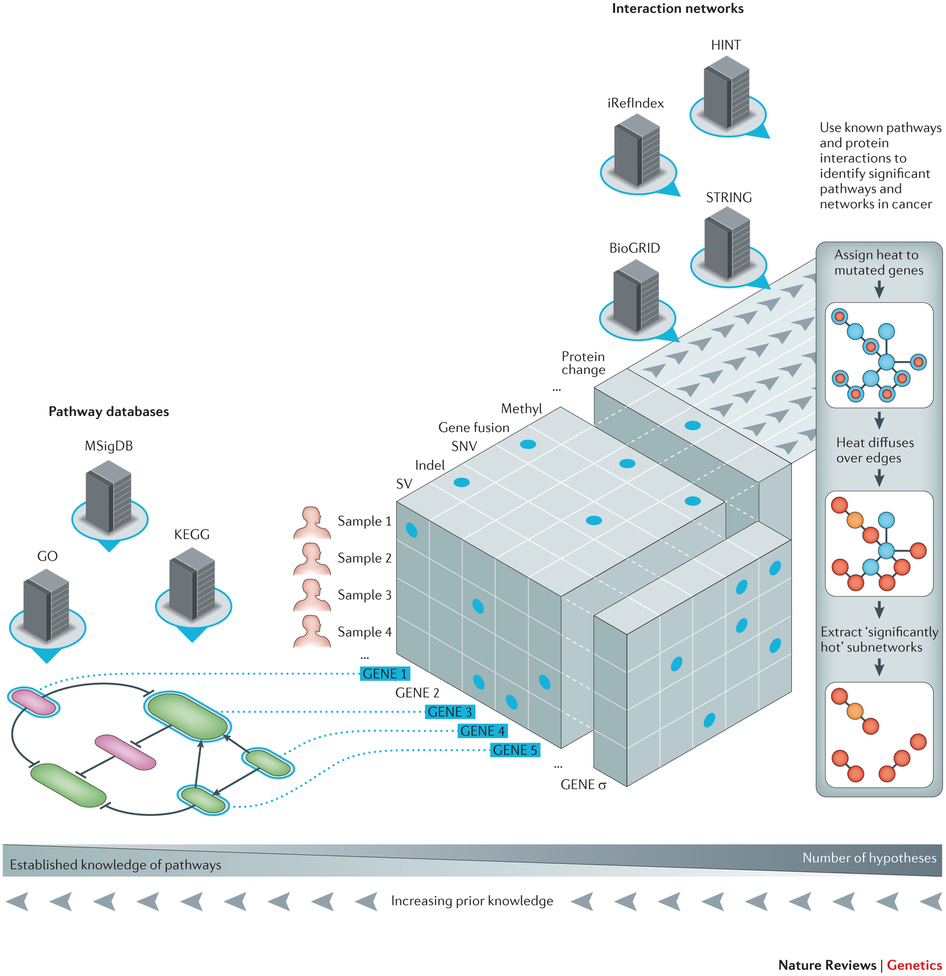 Interaction networks
HINT
iRefIndex
STRING
BioGRID
Use known pathways
and protein
interactions to
identify significant
pathways and
networks in cancer
Assign heat to
mutated genes
Heat diffuses
over edges
Extract ‘significantly
hot’ subnetworks
Protein
change
...
Methyl
Gene fusion
SNV
Indel
SV
Pathway databases
MSigDB
KEGG
GO
Sample 1
Sample 2
Sample 3
Sample 4
...
GENE 1
GENE 2
GENE 3
GENE 4
GENE 5
...
GENE σ
Established knowledge of pathways
Number of hypotheses
Increasing prior knowledge
Nature Reviews | Genetics